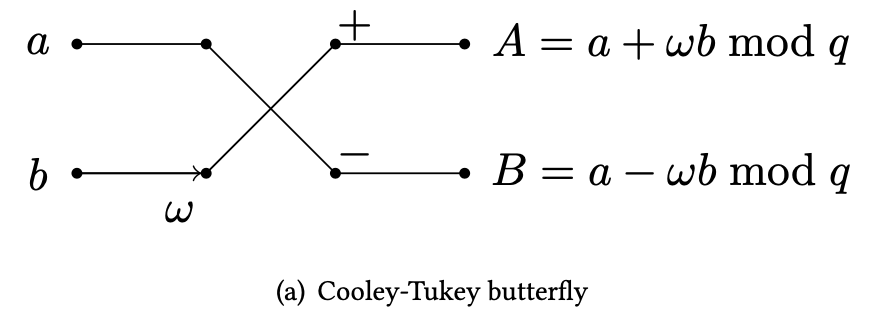 a + A = a + ωb mod q
b − B = a − ωb mod q
ω
(a) Cooley-Tukey butterfly